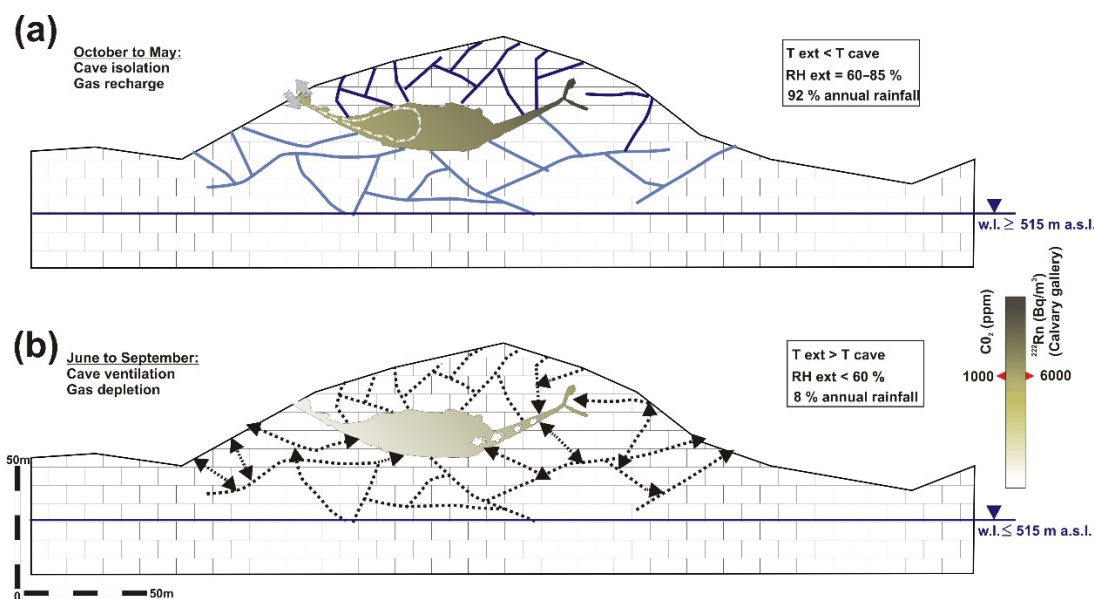 (a)
October to May:
Cave isolation
Gas recharge
T ext < T cave
RH ext = 60–85 %
92 % annual rainfall
w.l. ≥ 515 m a.s.l.
(b)
June to September:
Cave ventilation
Gas depletion
T ext > T cave
RH ext < 60 %
8 % annual rainfall
C0₂ (ppm)
²²²Rn (Bq/m³)
(Calvary gallery)
1000
6000
50m
w.l. ≤ 515 m a.s.l.
0
0
50m